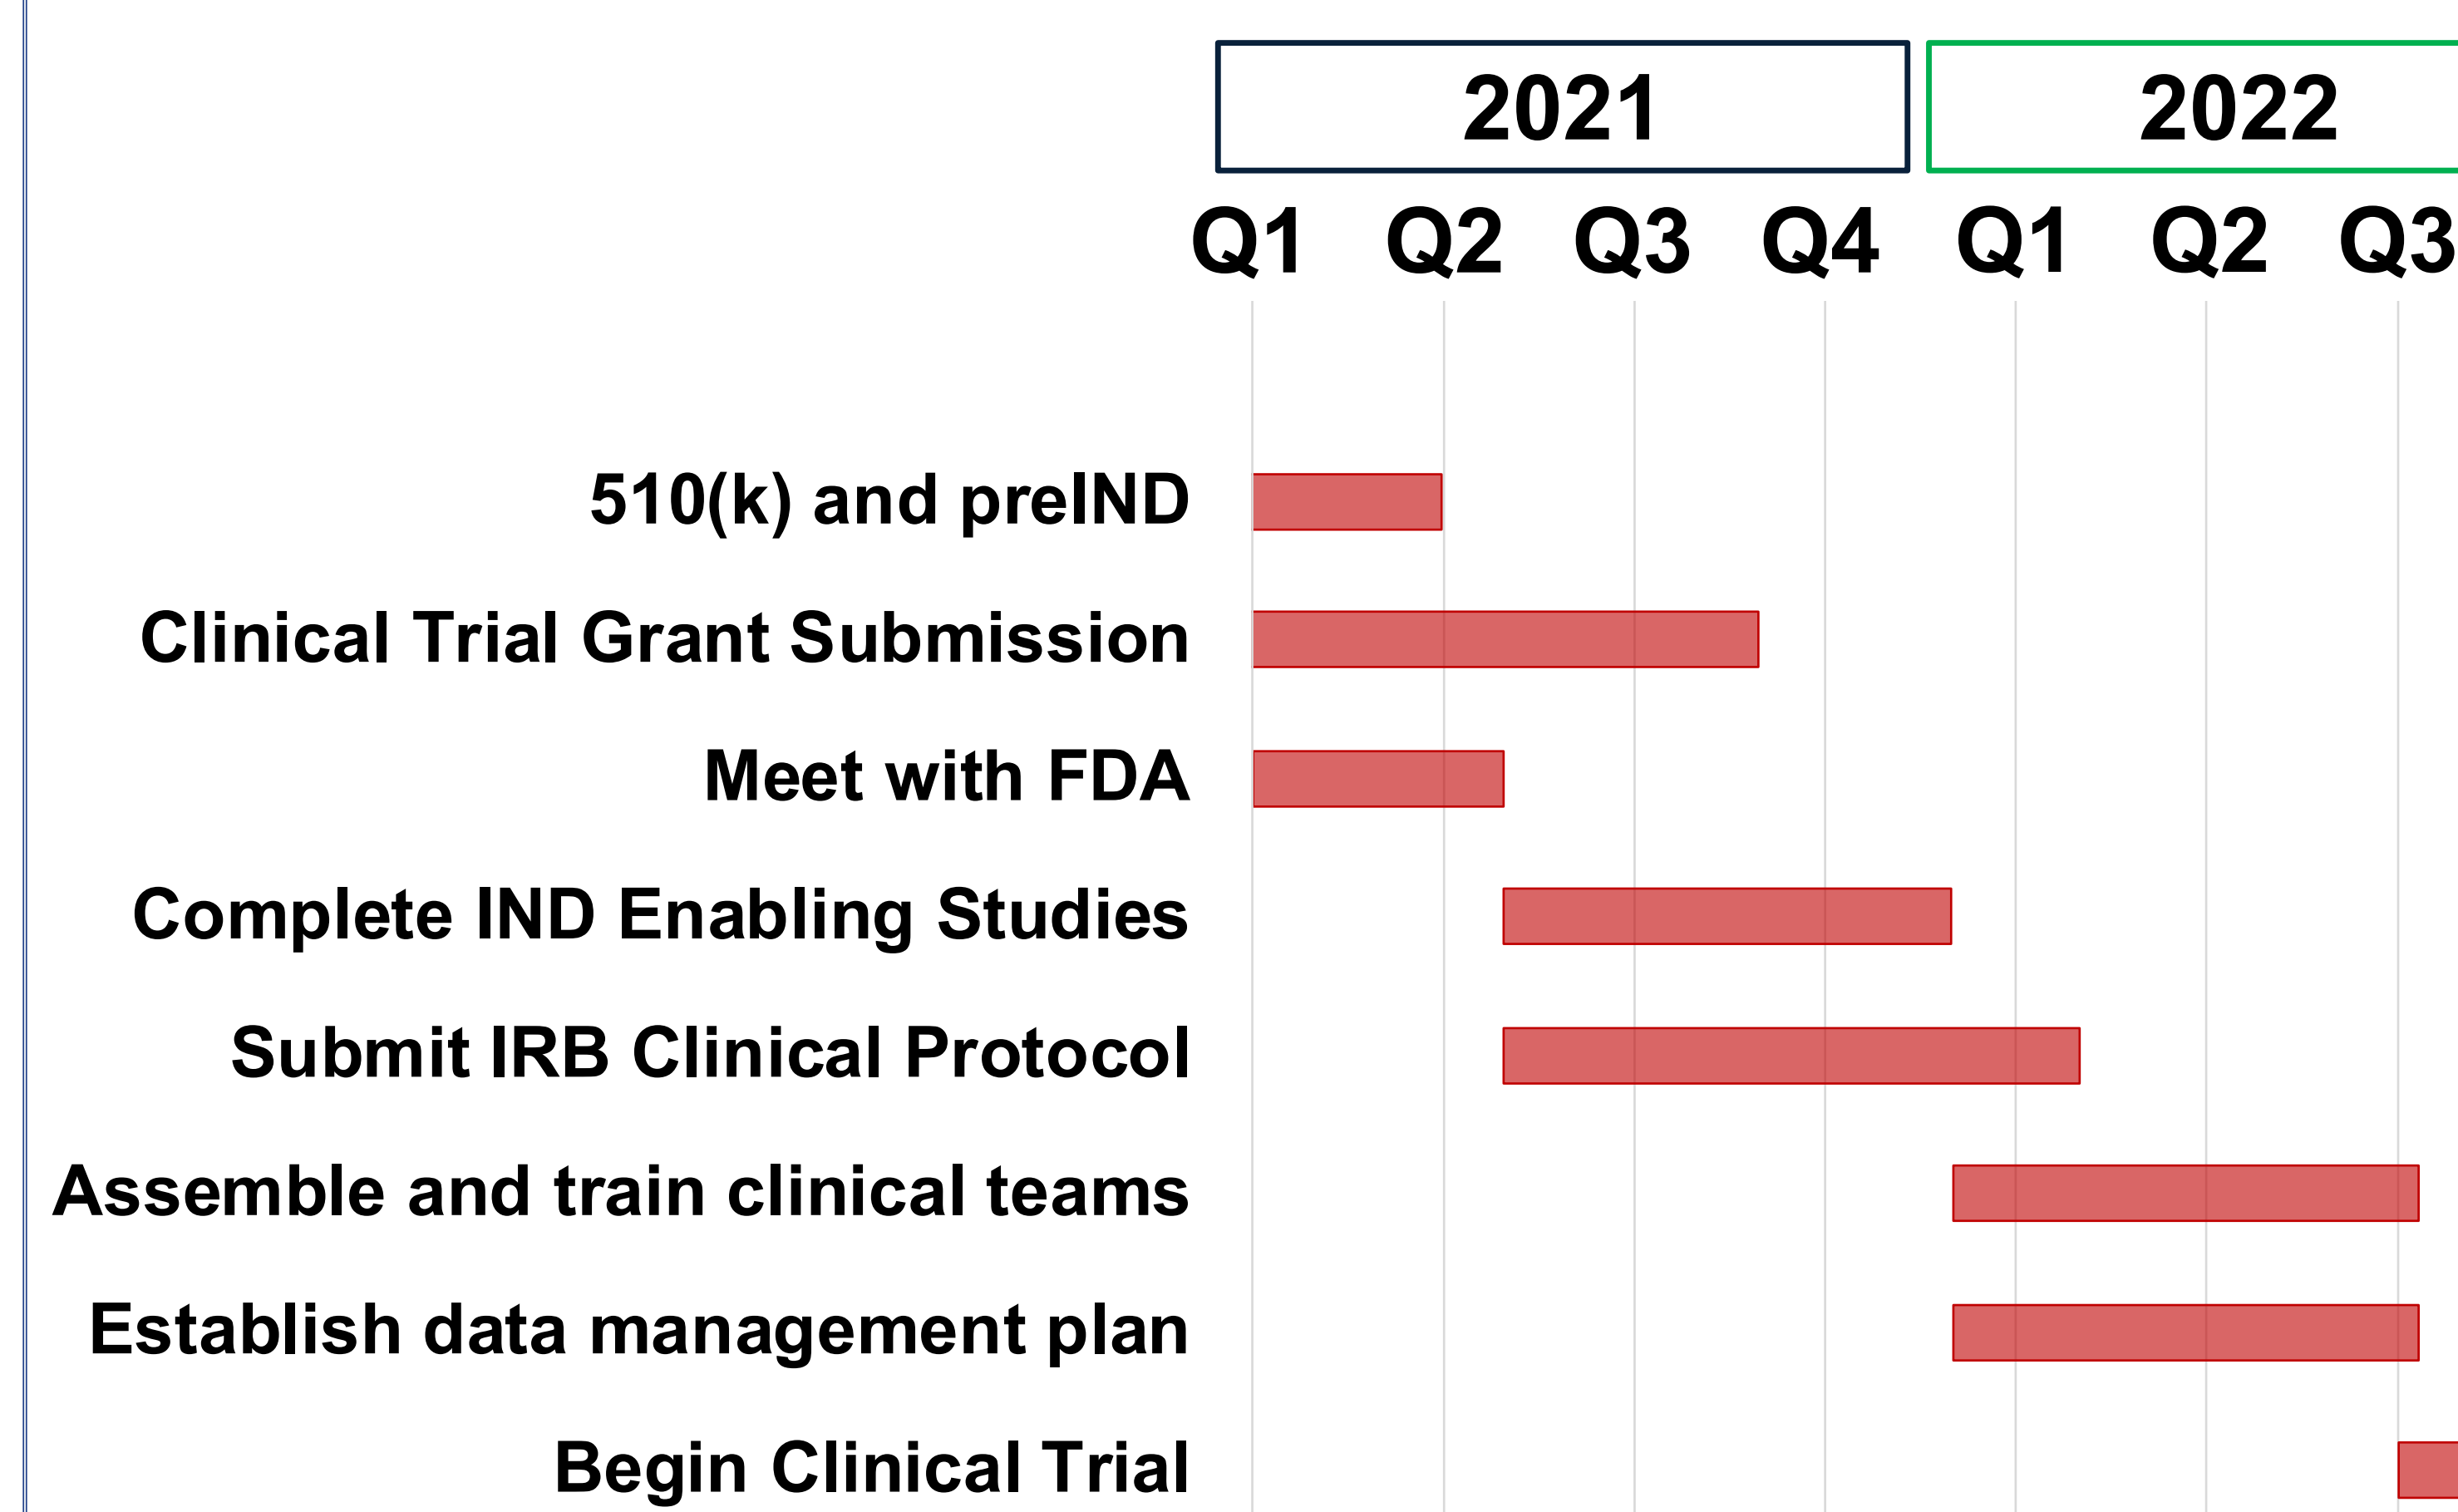 2021 2022
Q1 Q2 Q3 Q4 Q1 Q2 Q3
510(k) and preIND
Clinical Trial Grant Submission
Meet with FDA
Complete IND Enabling Studies
Submit IRB Clinical Protocol
Assemble and train clinical teams
Establish data management plan
Begin Clinical Trial